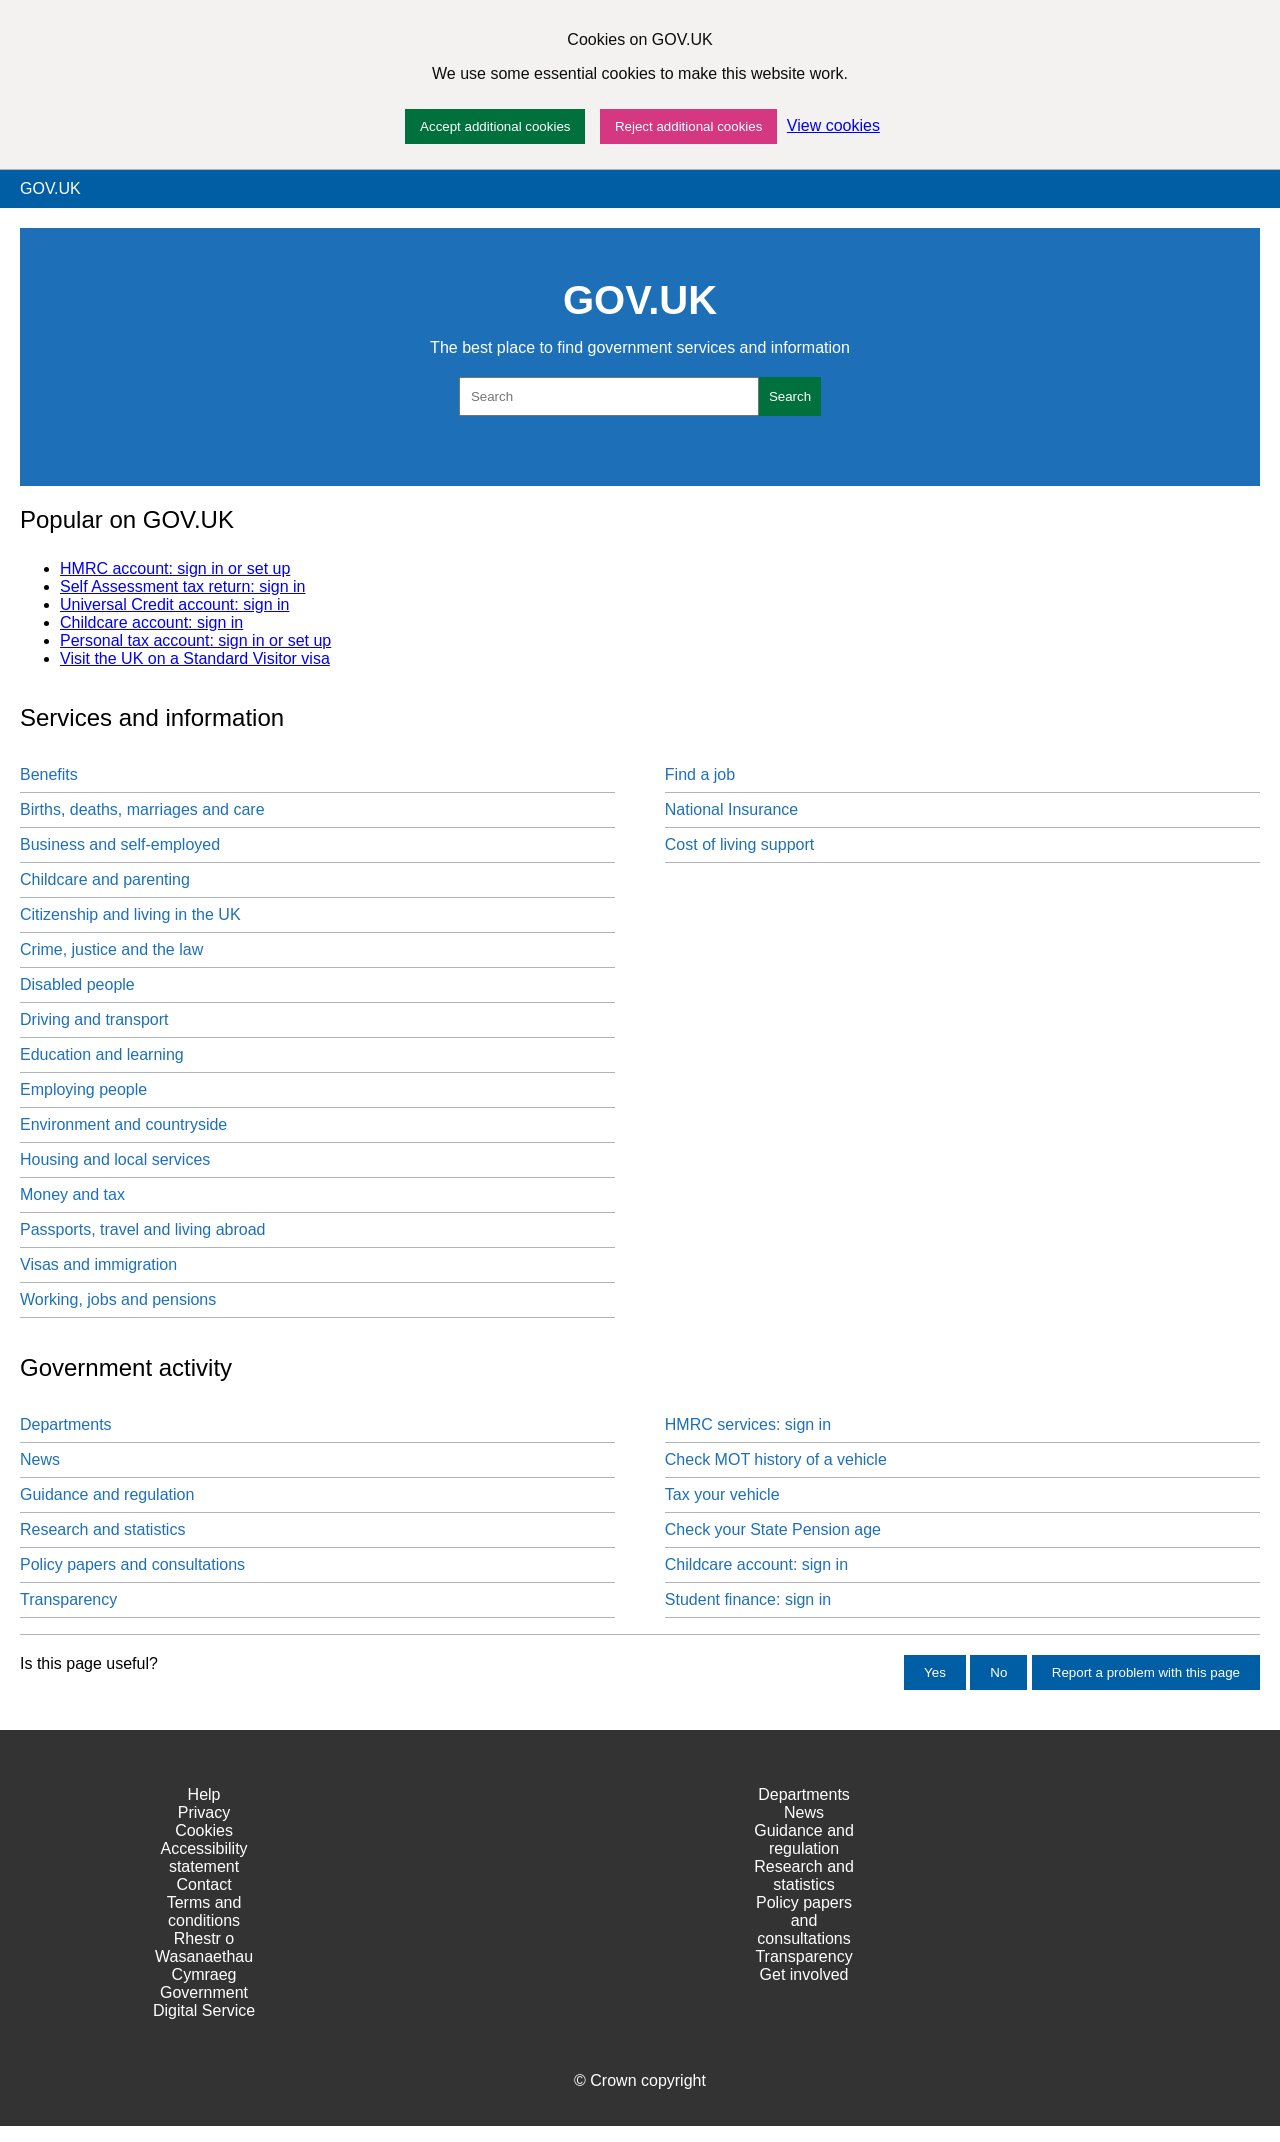 Cookies on GOV.UK
We use some essential cookies to make this website work.
Accept additional cookies Reject additional cookies View cookies
GOV.UK
GOV.UK
The best place to find government services and information
Search Search
Popular on GOV.UK
HMRC account: sign in or set up
Self Assessment tax return: sign in
Universal Credit account: sign in
Childcare account: sign in
Personal tax account: sign in or set up
Visit the UK on a Standard Visitor visa
Services and information
Benefits
Births, deaths, marriages and care
Business and self-employed
Childcare and parenting
Citizenship and living in the UK
Crime, justice and the law
Disabled people
Driving and transport
Education and learning
Employing people
Environment and countryside
Housing and local services
Money and tax
Passports, travel and living abroad
Visas and immigration
Working, jobs and pensions
Find a job
National Insurance
Cost of living support
Government activity
Departments
News
Guidance and regulation
Research and statistics
Policy papers and consultations
Transparency
HMRC services: sign in
Check MOT history of a vehicle
Tax your vehicle
Check your State Pension age
Childcare account: sign in
Student finance: sign in
Is this page useful?
Yes No Report a problem with this page
Help
Privacy
Cookies
Accessibility
statement
Contact
Terms and
conditions
Rhestr o
Wasanaethau
Cymraeg
Government
Digital Service
Departments
News
Guidance and
regulation
Research and
statistics
Policy papers
and
consultations
Transparency
Get involved
© Crown copyright